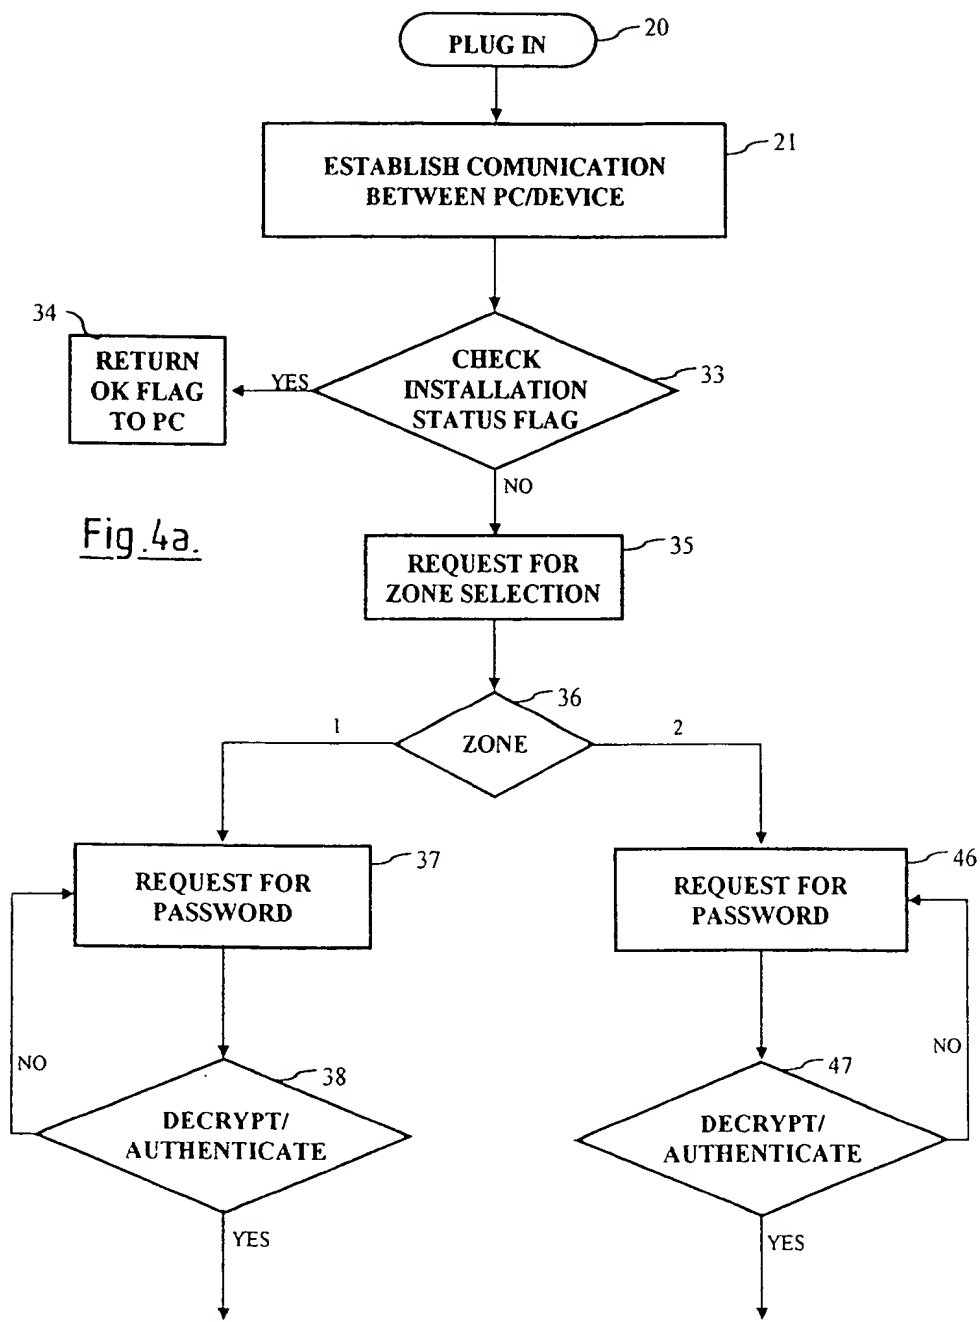 PLUG IN
20
ESTABLISH COMUNICATION
BETWEEN PC/DEVICE
21
34
RETURN
OK FLAG
TO PC
YES
CHECK
INSTALLATION
STATUS FLAG
33
NO
Fig.4a.
REQUEST FOR
ZONE SELECTION
35
36
1
ZONE
2
REQUEST FOR
PASSWORD
37
REQUEST FOR
PASSWORD
46
NO
38
DECRYPT/
AUTHENTICATE
YES
NO
47
DECRYPT/
AUTHENTICATE
YES